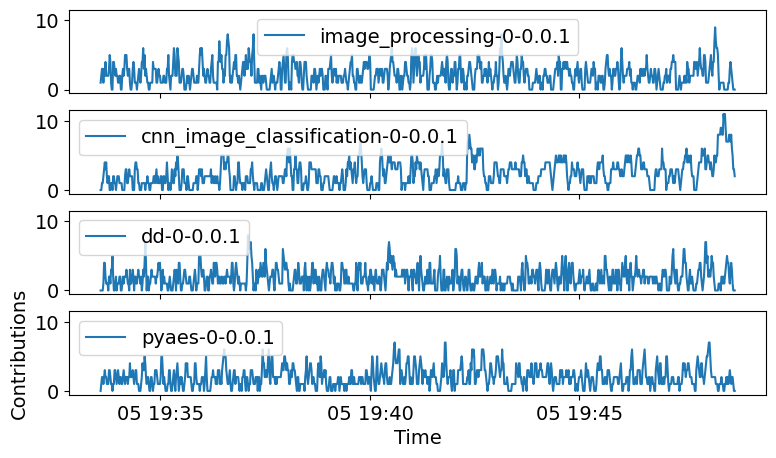 10
image_processing-0-0.0.1
0
10
cnn_image_classification-0-0.0.1
0
10
dd-0-0.0.1
0
10
pyaes-0-0.0.1
0
Contributions
05 19:35 05 19:40 05 19:45
Time